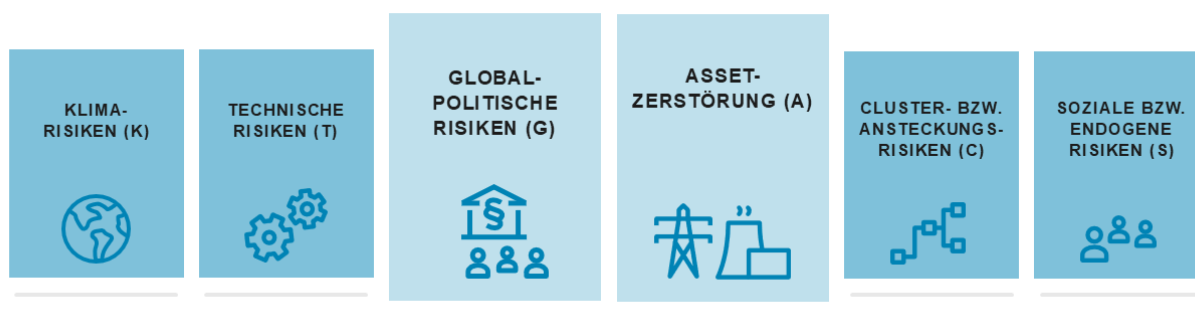 KLIMA-
RISIKEN (K)
TECHNISCHE
RISIKEN (T)
GLOBAL-
POLITISCHE
RISIKEN (G)
§
ASSET-
ZERSTÖRUNG (A)
CLUSTER- BZW.
ANSTECKUNGS-
RISIKEN (C)
SOZIALE BZW.
ENDOGENE
RISIKEN (S)